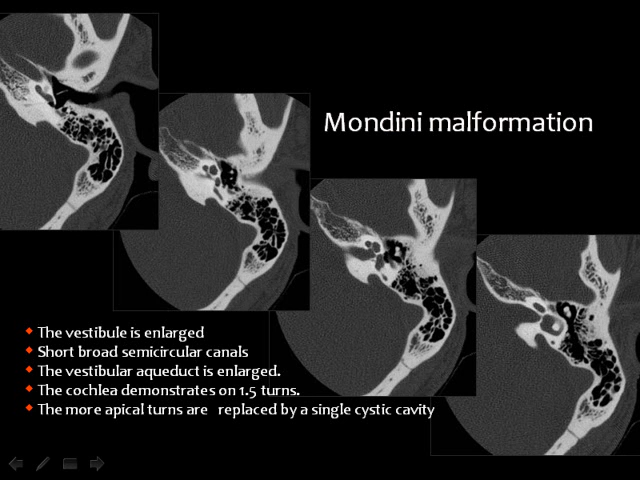 Mondini malformation
The vestibule is enlarged
Short broad semicircular canals
The vestibular aqueduct is enlarged.
The cochlea demonstrates on 1.5 turns.
The more apical turns are   replaced by a single cystic cavity